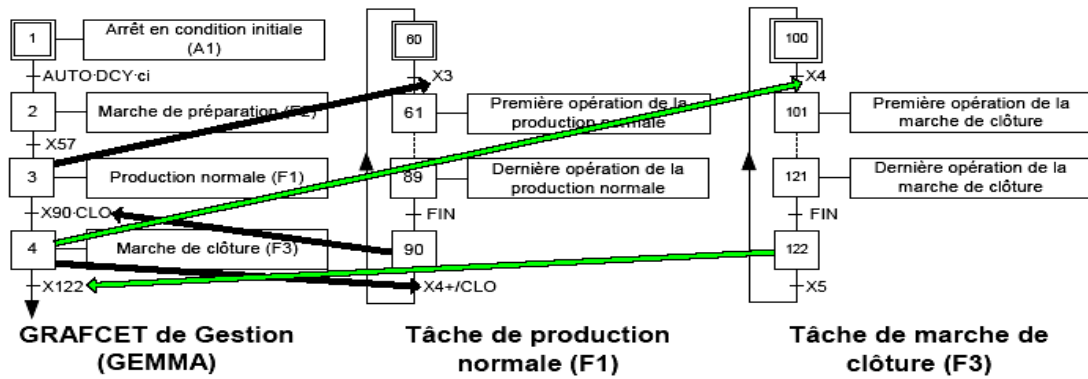 1
Arrêt en condition initiale
(A1)
AUTO·DCY·ci
2
Marche de préparation (F2)
X57
3
Production normale (F1)
X90·CLO
4
Marche de clôture (F3)
X122
GRAFCET de Gestion
(GEMMA)
60
X3
61
Première opération de la
production normale
89
Dernière opération de la
production normale
FIN
90
X4+/CLO
Tâche de production
normale (F1)
100
X4
101
Première opération de la
marche de clôture
121
Dernière opération de la
marche de clôture
FIN
122
X5
Tâche de marche de
clôture (F3)